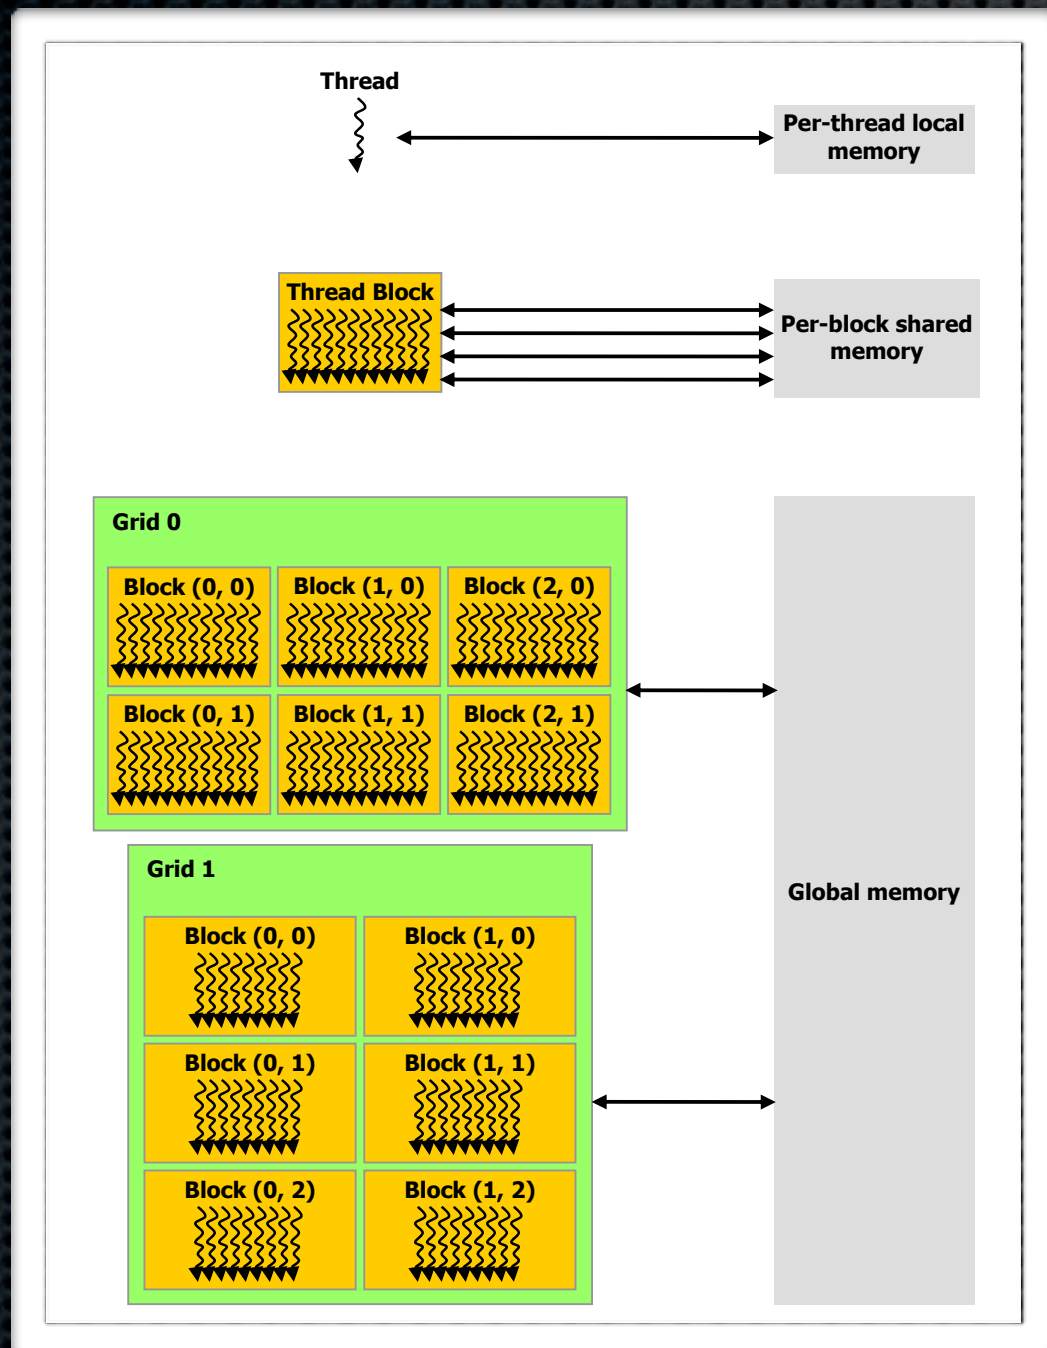 Thread
Per-thread local
memory
Thread Block
Per-block shared
memory
Grid 0
Block (0, 0)
Block (1, 0)
Block (2, 0)
Block (0, 1)
Block (1, 1)
Block (2, 1)
Grid 1
Block (0, 0)
Block (1, 0)
Block (0, 1)
Block (1, 1)
Block (0, 2)
Block (1, 2)
Global memory